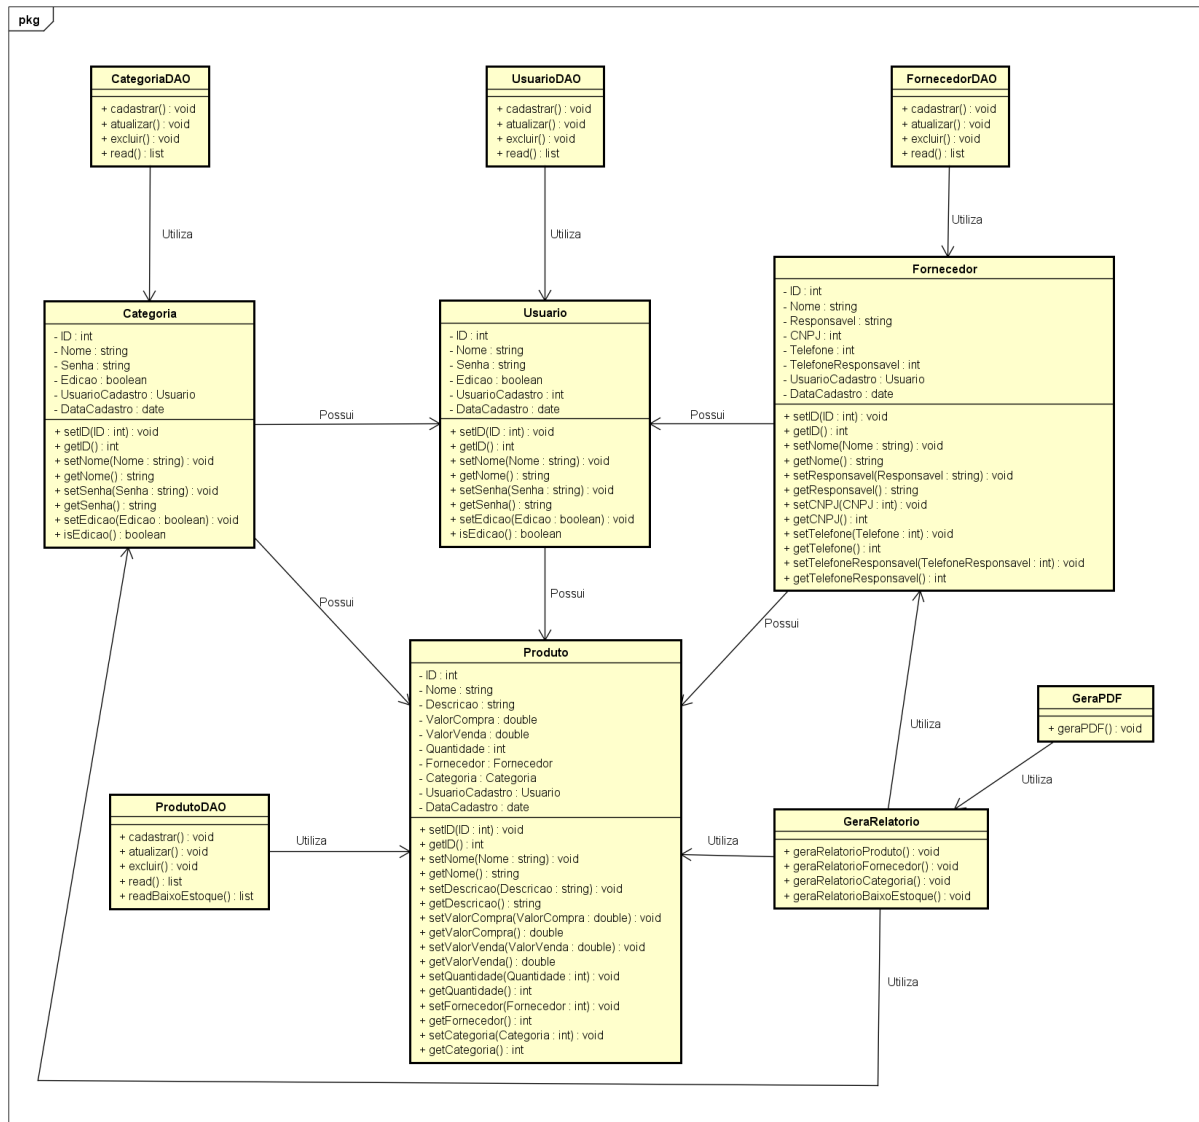 pkg
CategoriaDAO
+ cadastrar() : void
+ atualizar() : void
+ excluir() : void
+ read() : list
UsuarioDAO
+ cadastrar() : void
+ atualizar() : void
+ excluir() : void
+ read() : list
FornecedorDAO
+ cadastrar() : void
+ atualizar() : void
+ excluir() : void
+ read() : list
Utiliza
Utiliza
Utiliza
Categoria
- ID : int
- Nome : string
- Senha : string
- Edicao : boolean
- UsuarioCadastro : Usuario
- DataCadastro : date
+ setID(ID : int) : void
+ getID() : int
+ setNome(Nome : string) : void
+ getNome() : string
+ setSenha(Senha : string) : void
+ getSenha() : string
+ setEdicao(Edicao : boolean) : void
+ isEdicao() : boolean
Possui
Usuario
- ID : int
- Nome : string
- Senha : string
- Edicao : boolean
- UsuarioCadastro : int
- DataCadastro : date
+ setID(ID : int) : void
+ getID() : int
+ setNome(Nome : string) : void
+ getNome() : string
+ setSenha(Senha : string) : void
+ getSenha() : string
+ setEdicao(Edicao : boolean) : void
+ isEdicao() : boolean
Possui
Fornecedor
- ID : int
- Nome : string
- Responsavel : string
- CNPJ : int
- Telefone : int
- TelefoneResponsavel : int
- UsuarioCadastro : Usuario
- DataCadastro : date
+ setID(ID : int) : void
+ getID() : int
+ setNome(Nome : string) : void
+ getNome() : string
+ setResponsavel(Responsavel : string) : void
+ getResponsavel() : string
+ setCNPJ(CNPJ : int) : void
+ getCNPJ() : int
+ setTelefone(Telefone : int) : void
+ getTelefone() : int
+ setTelefoneResponsavel(TelefoneResponsavel : int) : void
+ getTelefoneResponsavel() : int
Possui
Possui
Possui
Produto
- ID : int
- Nome : string
- Descricao : string
- ValorCompra : double
- ValorVenda : double
- Quantidade : int
- Fornecedor : Fornecedor
- Categoria : Categoria
- UsuarioCadastro : Usuario
- DataCadastro : date
+ setID(ID : int) : void
+ getID() : int
+ setNome(Nome : string) : void
+ getNome() : string
+ setDescricao(Descricao : string) : void
+ getDescricao() : string
+ setValorCompra(ValorCompra : double) : void
+ getValorCompra() : double
+ setValorVenda(ValorVenda : double) : void
+ getValorVenda() : double
+ setQuantidade(Quantidade : int) : void
+ getQuantidade() : int
+ setFornecedor(Fornecedor : int) : void
+ getFornecedor() : int
+ setCategoria(Categoria : int) : void
+ getCategoria() : int
GeraPDF
+ geraPDF() : void
Utiliza
Utiliza
ProdutoDAO
+ cadastrar() : void
+ atualizar() : void
+ excluir() : void
+ read() : list
+ readBaixoEstoque() : list
Utiliza
Utiliza
GeraRelatorio
+ geraRelatorioProduto() : void
+ geraRelatorioFornecedor() : void
+ geraRelatorioCategoria() : void
+ geraRelatorioBaixoEstoque() : void
Utiliza